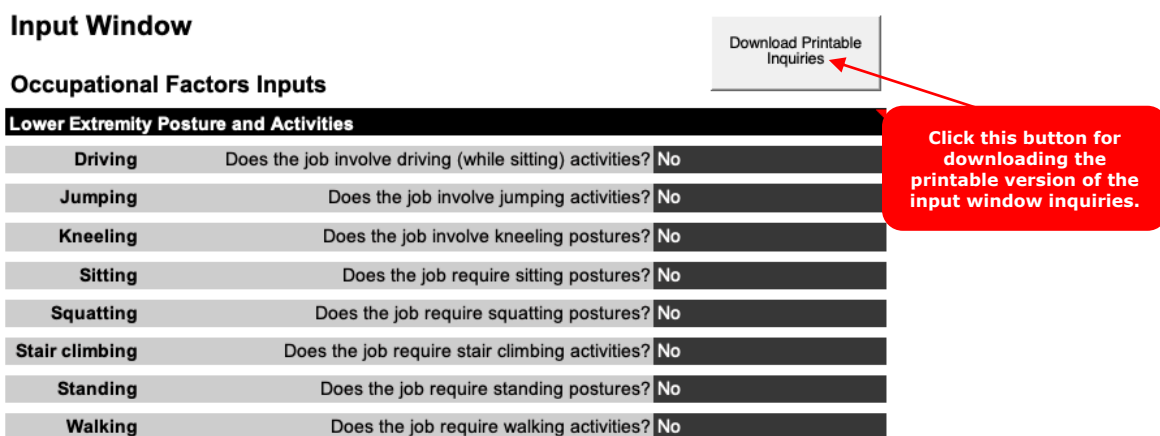 Input Window
Download Printable
Inquiries
Occupational Factors Inputs
Lower Extremity Posture and Activities
Click this button for
downloading the
printable version of the
input window inquiries.
Driving Does the job involve driving (while sitting) activities? No
Jumping Does the job involve jumping activities? No
Kneeling Does the job involve kneeling postures? No
Sitting Does the job require sitting postures? No
Squatting Does the job require squatting postures? No
Stair climbing Does the job require stair climbing activities? No
Standing Does the job require standing postures? No
Walking Does the job require walking activities? No